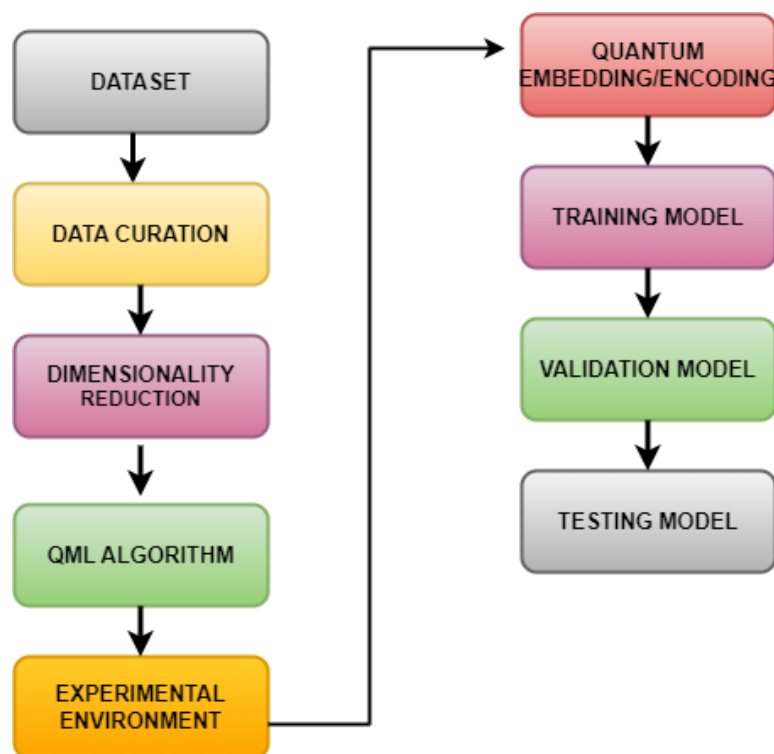 DATASET
DATA CURATION
DIMENSIONALITY
REDUCTION
QML ALGORITHM
EXPERIMENTAL
ENVIRONMENT
QUANTUM
EMBEDDING/ENCODING
TRAINING MODEL
VALIDATION MODEL
TESTING MODEL